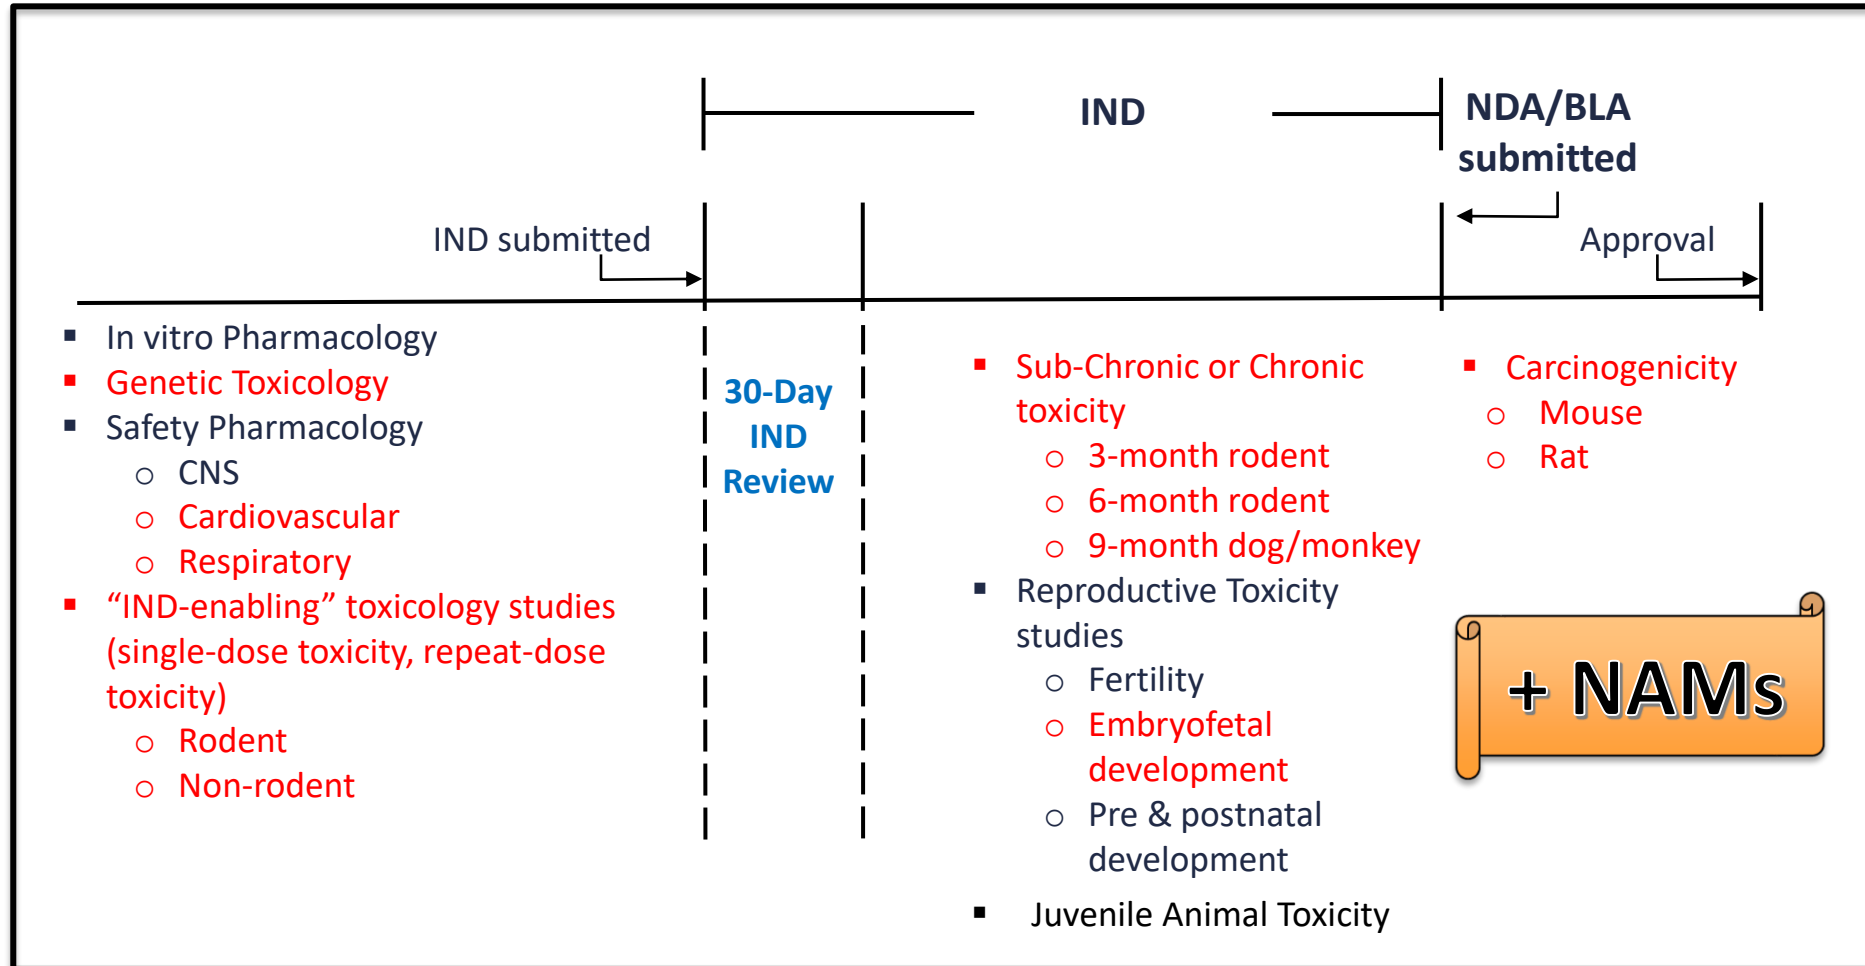 IND
NDA/BLA
submitted
IND submitted
Approval
▪ In vitro Pharmacology
▪ Genetic Toxicology
▪ Safety Pharmacology
o CNS
o Cardiovascular
o Respiratory
▪ “IND-enabling” toxicology studies
(single-dose toxicity, repeat-dose
toxicity)
o Rodent
o Non-rodent
30-Day
IND
Review
▪ Sub-Chronic or Chronic
toxicity
o 3-month rodent
o 6-month rodent
o 9-month dog/monkey
▪ Reproductive Toxicity
studies
o Fertility
o Embryofetal
development
o Pre & postnatal
development
▪ Juvenile Animal Toxicity
▪ Carcinogenicity
o Mouse
o Rat
+ NAMs